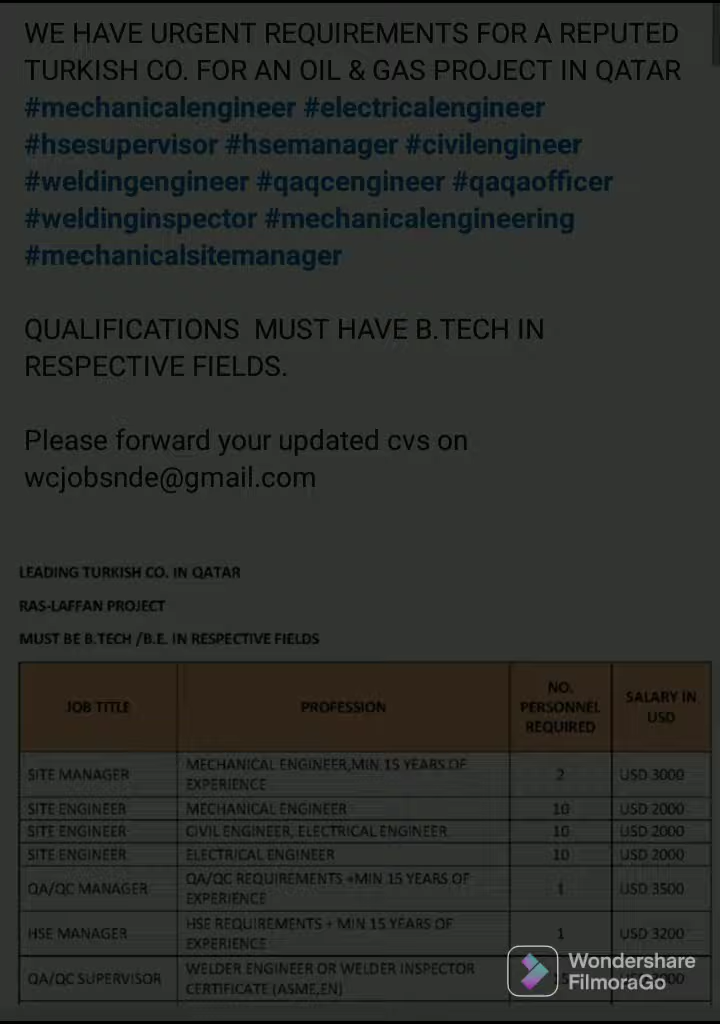 WE HAVE URGENT REQUIREMENTS FOR A REPUTED
TURKISH CO. FOR AN OIL & GAS PROJECT IN QATAR
#mechanicalengineer #electricalengineer
#hsesupervisor #hsemanager #civilengineer
#weldingengineer #qaqcengineer #qaqaofficer
#weldinginspector #mechanicalengineering
#mechanicalsitemanager
QUALIFICATIONS MUST HAVE B.TECH IN
RESPECTIVE FIELDS.
Please forward your updated cvs on
wcjobsnde@gmail.com
LEADING TURKISH CO. IN QATAR
RAS-LAFFAN PROJECT
MUST BE B.TECH /B.E. IN RESPECTIVE FIELDS
JOB TITLE PROFESSION NO. PERSONNEL REQUIRED SALARY IN USD
SITE MANAGER MECHANICAL ENGINEER,MIN 15 YEARS OF EXPERIENCE 2 USD 3000
SITE ENGINEER MECHANICAL ENGINEER 10 USD 2000
SITE ENGINEER CIVIL ENGINEER, ELECTRICAL ENGINEER 10 USD 2000
SITE ENGINEER ELECTRICAL ENGINEER 10 USD 2000
QA/QC MANAGER QA/QC REQUIREMENTS +MIN 15 YEARS OF EXPERIENCE 1 USD 3500
HSE MANAGER HSE REQUIREMENTS + MIN 15 YEARS OF EXPERIENCE 1 USD 3200
QA/QC SUPERVISOR WELDER ENGINEER OR WELDER INSPECTOR CERTIFICATE (ASME,EN)
Wondershare
FilmoraGo